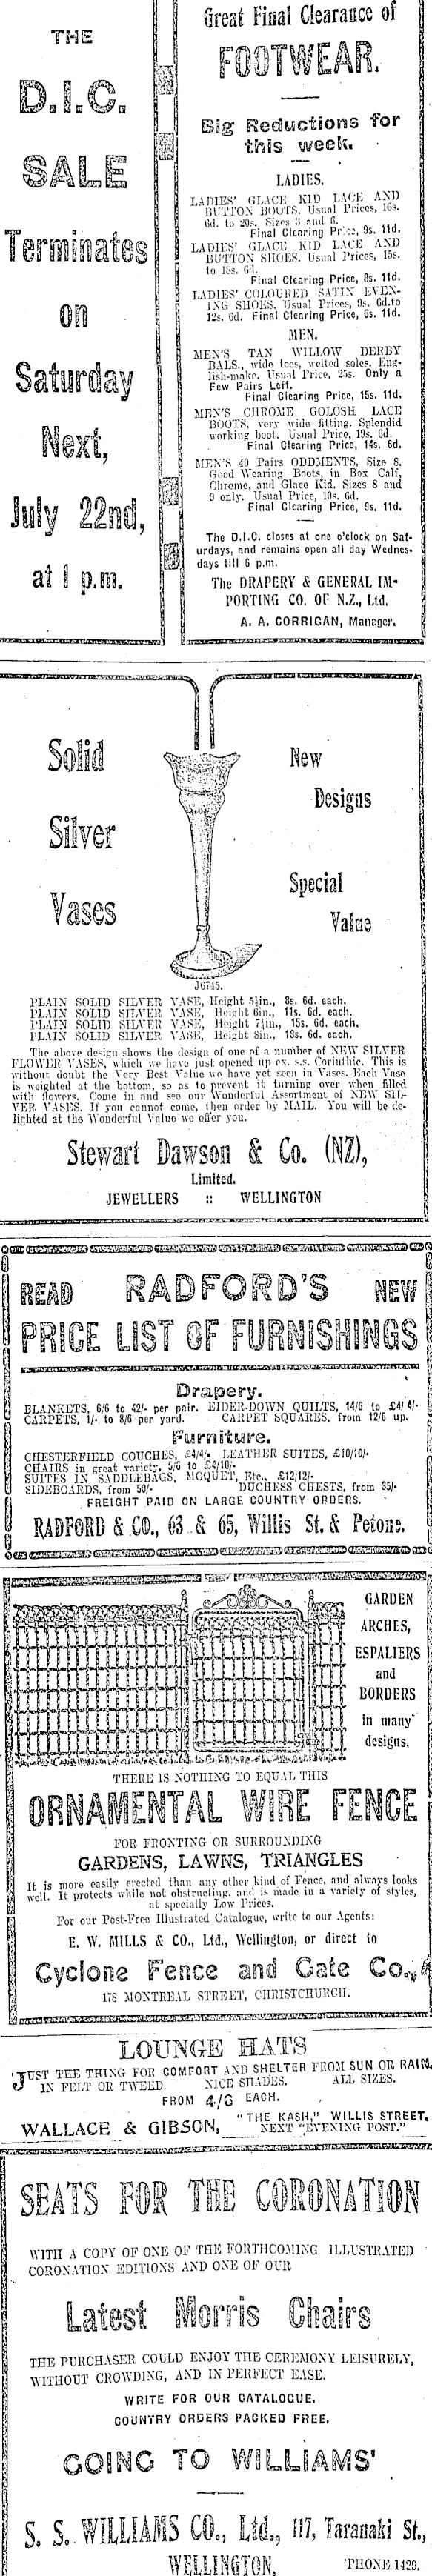 THE
D.I.C.
SALE
Terminates
on
Saturday
Next,
July 22nd,
at 1 p.m.
Great Final Clearance of
FOOTWEAR.
Big Reductions for
this week.
LADIES.
LADIES' GLACE KID LACE AND
BUTTON BOOTS. Usual Prices, 16s.
6d. to 20s. Sizes 3 and 6.
Final Clearing Price, 9s. 11d.
LADIES' GLACE KID LACE AND
BUTTON SHOES. Usual Prices, 15s.
to 18s. 6d.
Final Clearing Price, 8s. 11d.
LADIES' COLOURED SATIN EVEN-
ING SHOES. Usual Prices, 9s. 6d. to
12s. 6d. Final Clearing Price, 6s. 11d.
MEN.
MEN'S TAN WILLOW DERBY
BALS., wide toes, welted soles, Eng-
lish-make. Usual Price, 25s. Only a
Few Pairs Left.
Final Clearing Price, 15s. 11d.
MEN'S CHROME GOLOSH LACE
BOOTS, very wide fitting. Splendid
working boot. Usual Price, 19s. 6d.
Final Clearing Price, 14s. 6d.
MEN'S 40 Pairs ODDMENTS, Size 8.
Good Wearing Boots, in Box Calf,
Chrome, and Glace Kid. Sizes 8 and
9 only. Usual Price, 19s. 6d.
Final Clearing Price, 9s. 11d.
The D.I.C. closes at one o'clock on Sat-
urdays, and remains open all day Wednes-
days till 6 p.m.
The DRAPERY & GENERAL IM-
PORTING CO. OF N.Z., Ltd.
A. A. CORRIGAN, Manager.
Solid
Silver
Vases
New
Designs
Special
Value
J6745.
PLAIN SOLID SILVER VASE, Height 5½in., 8s. 6d. each.
PLAIN SOLID SILVER VASE, Height 6in., 11s. 6d. each.
PLAIN SOLID SILVER VASE, Height 7½in., 15s. 6d. each.
PLAIN SOLID SILVER VASE, Height 8in., 18s. 6d. each.
The above design shows the design of one of a number of NEW SILVER
FLOWER VASES, which we have just opened up ex. s.s. Corinthic. This is
without doubt the Very Best Value we have yet seen in Vases. Each Vase
is weighted at the bottom, so as to prevent it turning over when filled
with flowers. Come in and see our Wonderful Assortment of NEW SIL-
VER VASES. If you cannot come, then order by MAIL. You will be de-
lighted at the Wonderful Value we offer you.
Stewart Dawson & Co. (NZ),
Limited.
JEWELLERS :: WELLINGTON
READ RADFORD'S NEW
PRICE LIST OF FURNISHINGS
Drapery.
BLANKETS, 6/6 to 42/- per pair. EIDER-DOWN QUILTS, 14/6 to £4/4/-
CARPETS, 1/- to 8/6 per yard. CARPET SQUARES, from 12/6 up.
Furniture.
CHESTERFIELD COUCHES, £4/4/- LEATHER SUITES, £10/10/-
CHAIRS in great variety, 5/6 to £4/10/-
SUITES IN SADDLEBAGS, MOQUET, Etc., £12/12/-
SIDEBOARDS, from 50/- DUCHESS CHESTS, from 35/-
FREIGHT PAID ON LARGE COUNTRY ORDERS.
RADFORD & CO., 63 & 65, Willis St. & Petone.
GARDEN
ARCHES,
ESPALIERS
and
BORDERS
in many
designs.
THERE IS NOTHING TO EQUAL THIS
ORNAMENTAL WIRE FENCE
FOR FRONTING OR SURROUNDING
GARDENS, LAWNS, TRIANGLES
It is more easily erected than any other kind of Fence, and always looks
well. It protects while not obstructing, and is made in a variety of styles,
at specially Low Prices.
For our Post-Free Illustrated Catalogue, write to our Agents:
E. W. MILLS & CO., Ltd., Wellington, or direct to
Cyclone Fence and Gate Co.,
178 MONTREAL STREET, CHRISTCHURCH.
LOUNGE HATS
JUST THE THING FOR COMFORT AND SHELTER FROM SUN OR RAIN,
IN FELT OR TWEED. NICE SHADES. ALL SIZES.
FROM 4/6 EACH.
WALLACE & GIBSON, "THE KASH," WILLIS STREET.
NEXT "EVENING POST."
SEATS FOR THE CORONATION
WITH A COPY OF ONE OF THE FORTHCOMING ILLUSTRATED
CORONATION EDITIONS AND ONE OF OUR
Latest Morris Chairs
THE PURCHASER COULD ENJOY THE CEREMONY LEISURELY,
WITHOUT CROWDING, AND IN PERFECT EASE.
WRITE FOR OUR CATALOGUE.
COUNTRY ORDERS PACKED FREE.
GOING TO WILLIAMS'
S. S. WILLIAMS CO., Ltd., 117, Taranaki St.,
WELLINGTON. 'PHONE 1429.